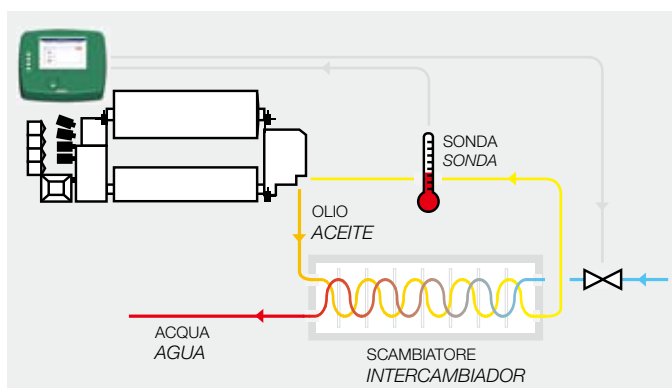 SONDA
SONDA
OLIO
ACEITE
ACQUA
AGUA
SCAMBIATORE
INTERCAMBIADOR